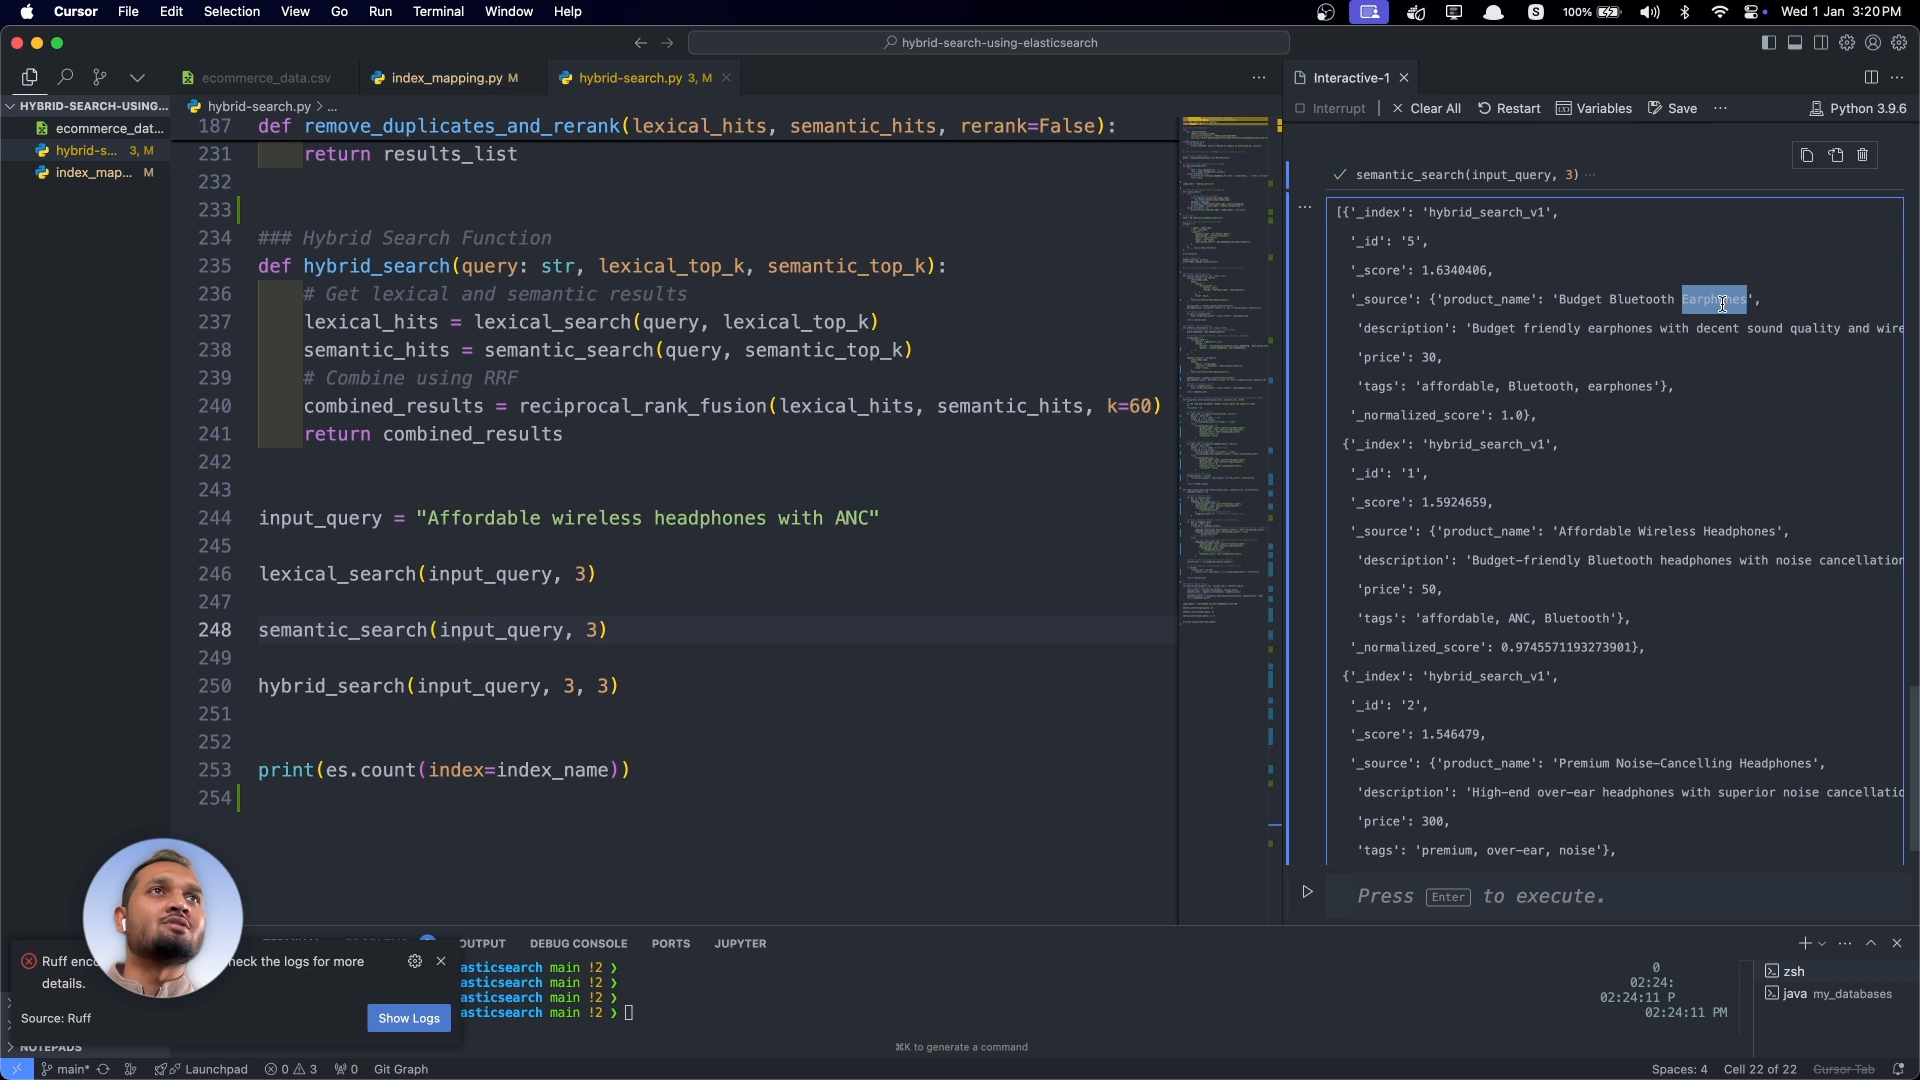 Cursor File Edit Selection View Go Run Terminal Window Help
100% Wed 1 Jan 3:20 PM
hybrid-search-using-elasticsearch
ecommerce_data.csv index_mapping.py M hybrid-search.py 3, M
Interactive-1
HYBRID-SEARCH-USING...
hybrid-search.py > ...
Interrupt Clear All Restart Variables Save ... Python 3.9.6
ecommerce_dat...
hybrid-s... 3, M
index_map... M
187 def remove_duplicates_and_rerank(lexical_hits, semantic_hits, rerank=False):
231 return results_list
232
233
234 ### Hybrid Search Function
235 def hybrid_search(query: str, lexical_top_k, semantic_top_k):
236 # Get lexical and semantic results
237 lexical_hits = lexical_search(query, lexical_top_k)
238 semantic_hits = semantic_search(query, semantic_top_k)
239 # Combine using RRF
240 combined_results = reciprocal_rank_fusion(lexical_hits, semantic_hits, k=60)
241 return combined_results
242
243
244 input_query = "Affordable wireless headphones with ANC"
245
246 lexical_search(input_query, 3)
247
248 semantic_search(input_query, 3)
249
250 hybrid_search(input_query, 3, 3)
251
252
253 print(es.count(index=index_name))
254
semantic_search(input_query, 3) ...
[{'_index': 'hybrid_search_v1',
'_id': '5',
'_score': 1.6340406,
'_source': {'product_name': 'Budget Bluetooth Earphones',
'description': 'Budget friendly earphones with decent sound quality and wire
'price': 30,
'tags': 'affordable, Bluetooth, earphones'},
'_normalized_score': 1.0},
{'_index': 'hybrid_search_v1',
'_id': '1',
'_score': 1.5924659,
'_source': {'product_name': 'Affordable Wireless Headphones',
'description': 'Budget-friendly Bluetooth headphones with noise cancellation
'price': 50,
'tags': 'affordable, ANC, Bluetooth'},
'_normalized_score': 0.9745571193273901},
{'_index': 'hybrid_search_v1',
'_id': '2',
'_score': 1.546479,
'_source': {'product_name': 'Premium Noise-Cancelling Headphones',
'description': 'High-end over-ear headphones with superior noise cancellatio
'price': 300,
'tags': 'premium, over-ear, noise'},
Press Enter to execute.
OUTPUT DEBUG CONSOLE PORTS JUPYTER
asticsearch main !2 ❯
asticsearch main !2 ❯
asticsearch main !2 ❯
asticsearch main !2 ❯
0
02:24:
02:24:11 P
02:24:11 PM
zsh
java my_databases
Ruff enc heck the logs for more
details.
Source: Ruff
Show Logs
NOTEPADS
⌘K to generate a command
main* Launchpad 0 3 0 Git Graph
Spaces: 4 Cell 22 of 22 Cursor Tab